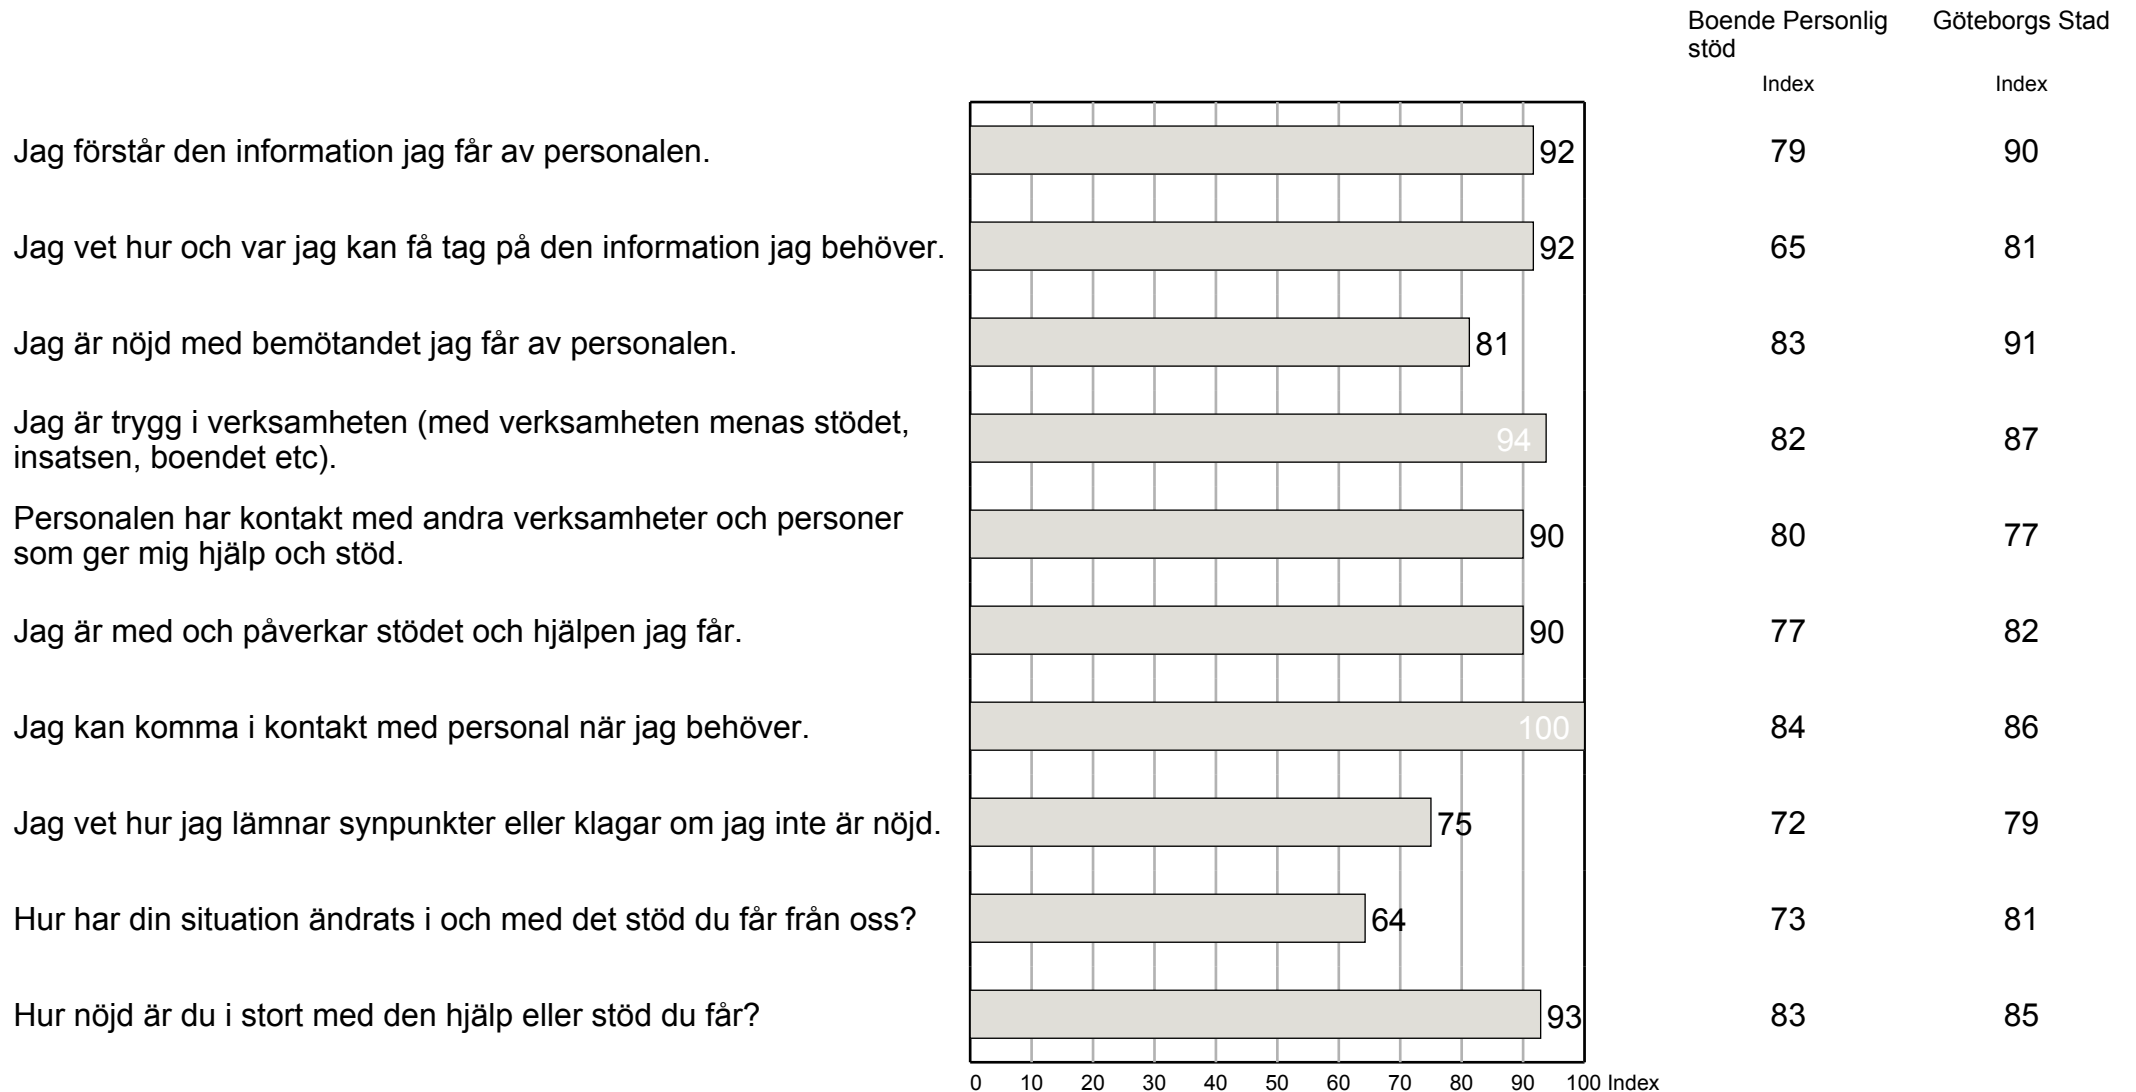 Boende Personlig stöd Göteborgs Stad
Index Index
Jag förstår den information jag får av personalen. 92 79 90
Jag vet hur och var jag kan få tag på den information jag behöver. 92 65 81
Jag är nöjd med bemötandet jag får av personalen. 81 83 91
Jag är trygg i verksamheten (med verksamheten menas stödet,
insatsen, boendet etc). 94 82 87
Personalen har kontakt med andra verksamheter och personer
som ger mig hjälp och stöd. 90 80 77
Jag är med och påverkar stödet och hjälpen jag får. 90 77 82
Jag kan komma i kontakt med personal när jag behöver. 100 84 86
Jag vet hur jag lämnar synpunkter eller klagar om jag inte är nöjd. 75 72 79
Hur har din situation ändrats i och med det stöd du får från oss? 64 73 81
Hur nöjd är du i stort med den hjälp eller stöd du får? 93 83 85
0 10 20 30 40 50 60 70 80 90 100 Index